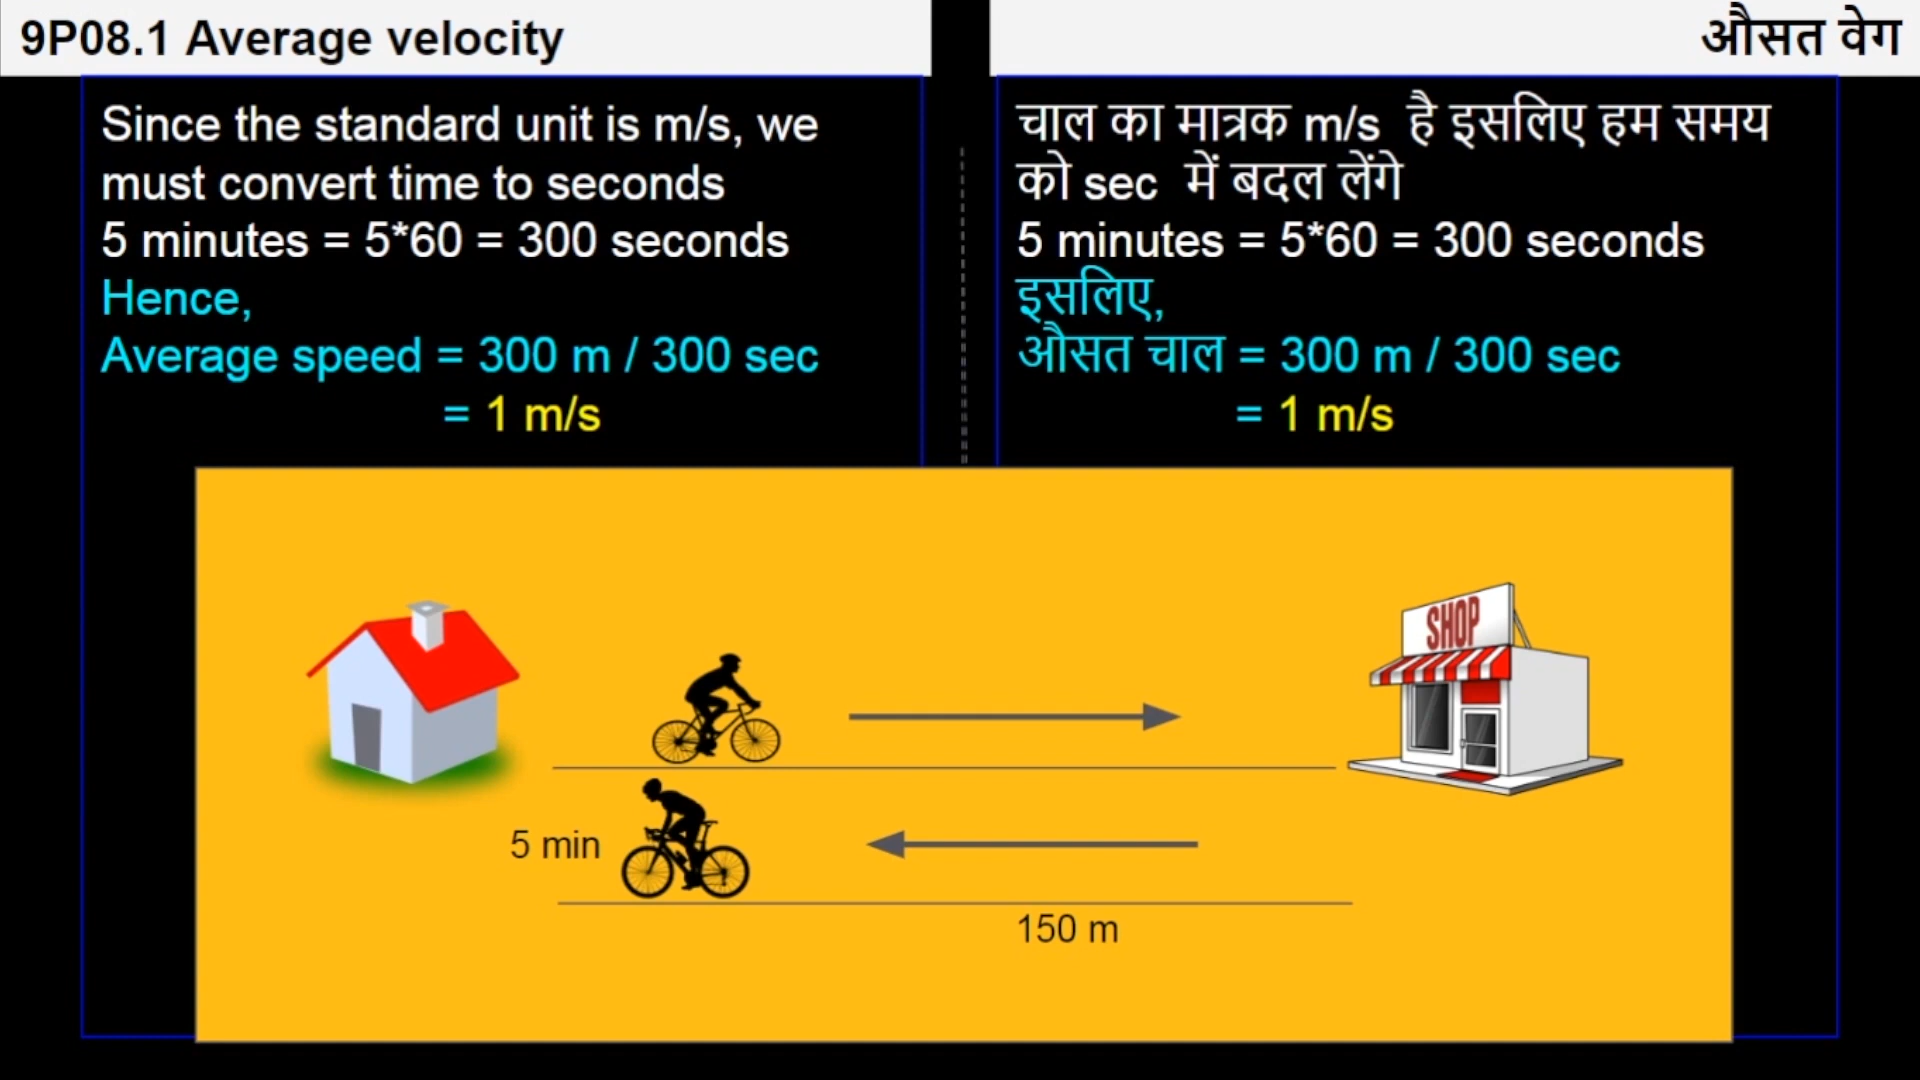 9P08.1 Average velocity
औसत वेग
Since the standard unit is m/s, we
must convert time to seconds
5 minutes = 5*60 = 300 seconds
Hence,
Average speed = 300 m / 300 sec
= 1 m/s
चाल का मात्रक m/s है इसलिए हम समय
को sec में बदल लेंगे
5 minutes = 5*60 = 300 seconds
इसलिए,
औसत चाल = 300 m / 300 sec
= 1 m/s
SHOP
5 min
150 m